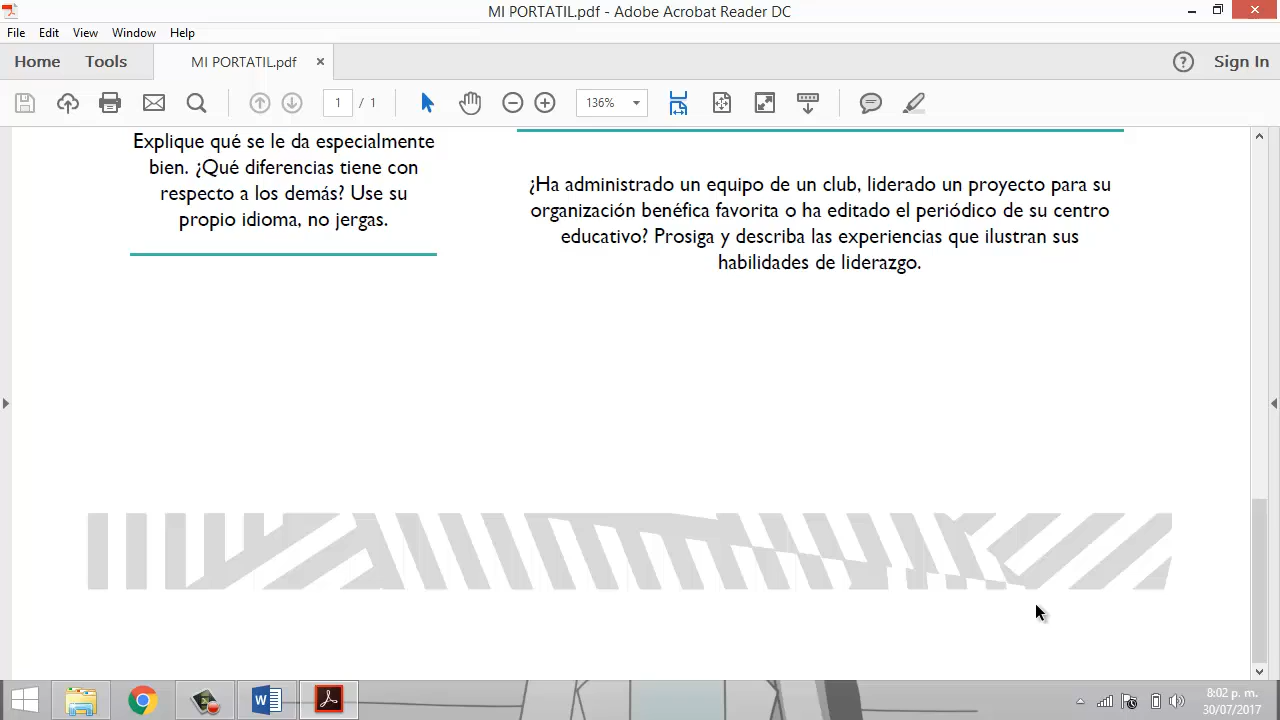 MI PORTATIL.pdf - Adobe Acrobat Reader DC
File Edit View Window Help
Home Tools MI PORTATIL.pdf × ? Sign In
1 / 1 136%
Explique qué se le da especialmente
bien. ¿Qué diferencias tiene con
respecto a los demás? Use su
propio idioma, no jergas.
¿Ha administrado un equipo de un club, liderado un proyecto para su
organización benéfica favorita o ha editado el periódico de su centro
educativo? Prosiga y describa las experiencias que ilustran sus
habilidades de liderazgo.
8:02 p. m.
30/07/2017